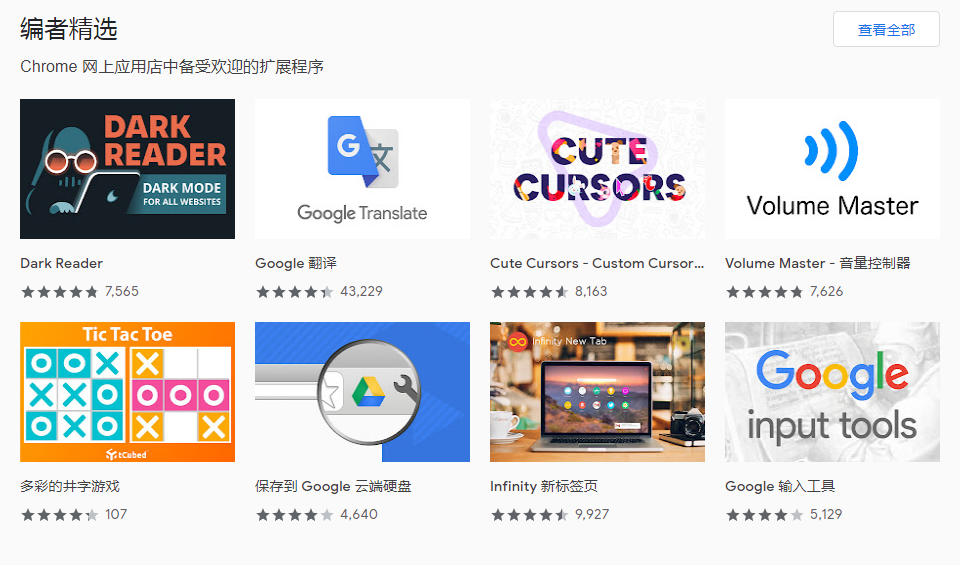 编者精选
查看全部
Chrome 网上应用店中备受欢迎的扩展程序
DARK
READER
DARK MODE
FOR ALL WEBSITES
G
文
Google Translate
CUTE
CURSORS
Volume Master
Dark Reader
Google 翻译
Cute Cursors - Custom Cursor...
Volume Master - 音量控制器
7,565
43,229
8,163
7,626
Tic Tac Toe
O O X
X X O
O X O
X
O O O
X X
tCubed
Infinity New Tab
Google
input tools
多彩的井字游戏
保存到 Google 云端硬盘
Infinity 新标签页
Google 输入工具
107
4,640
9,927
5,129